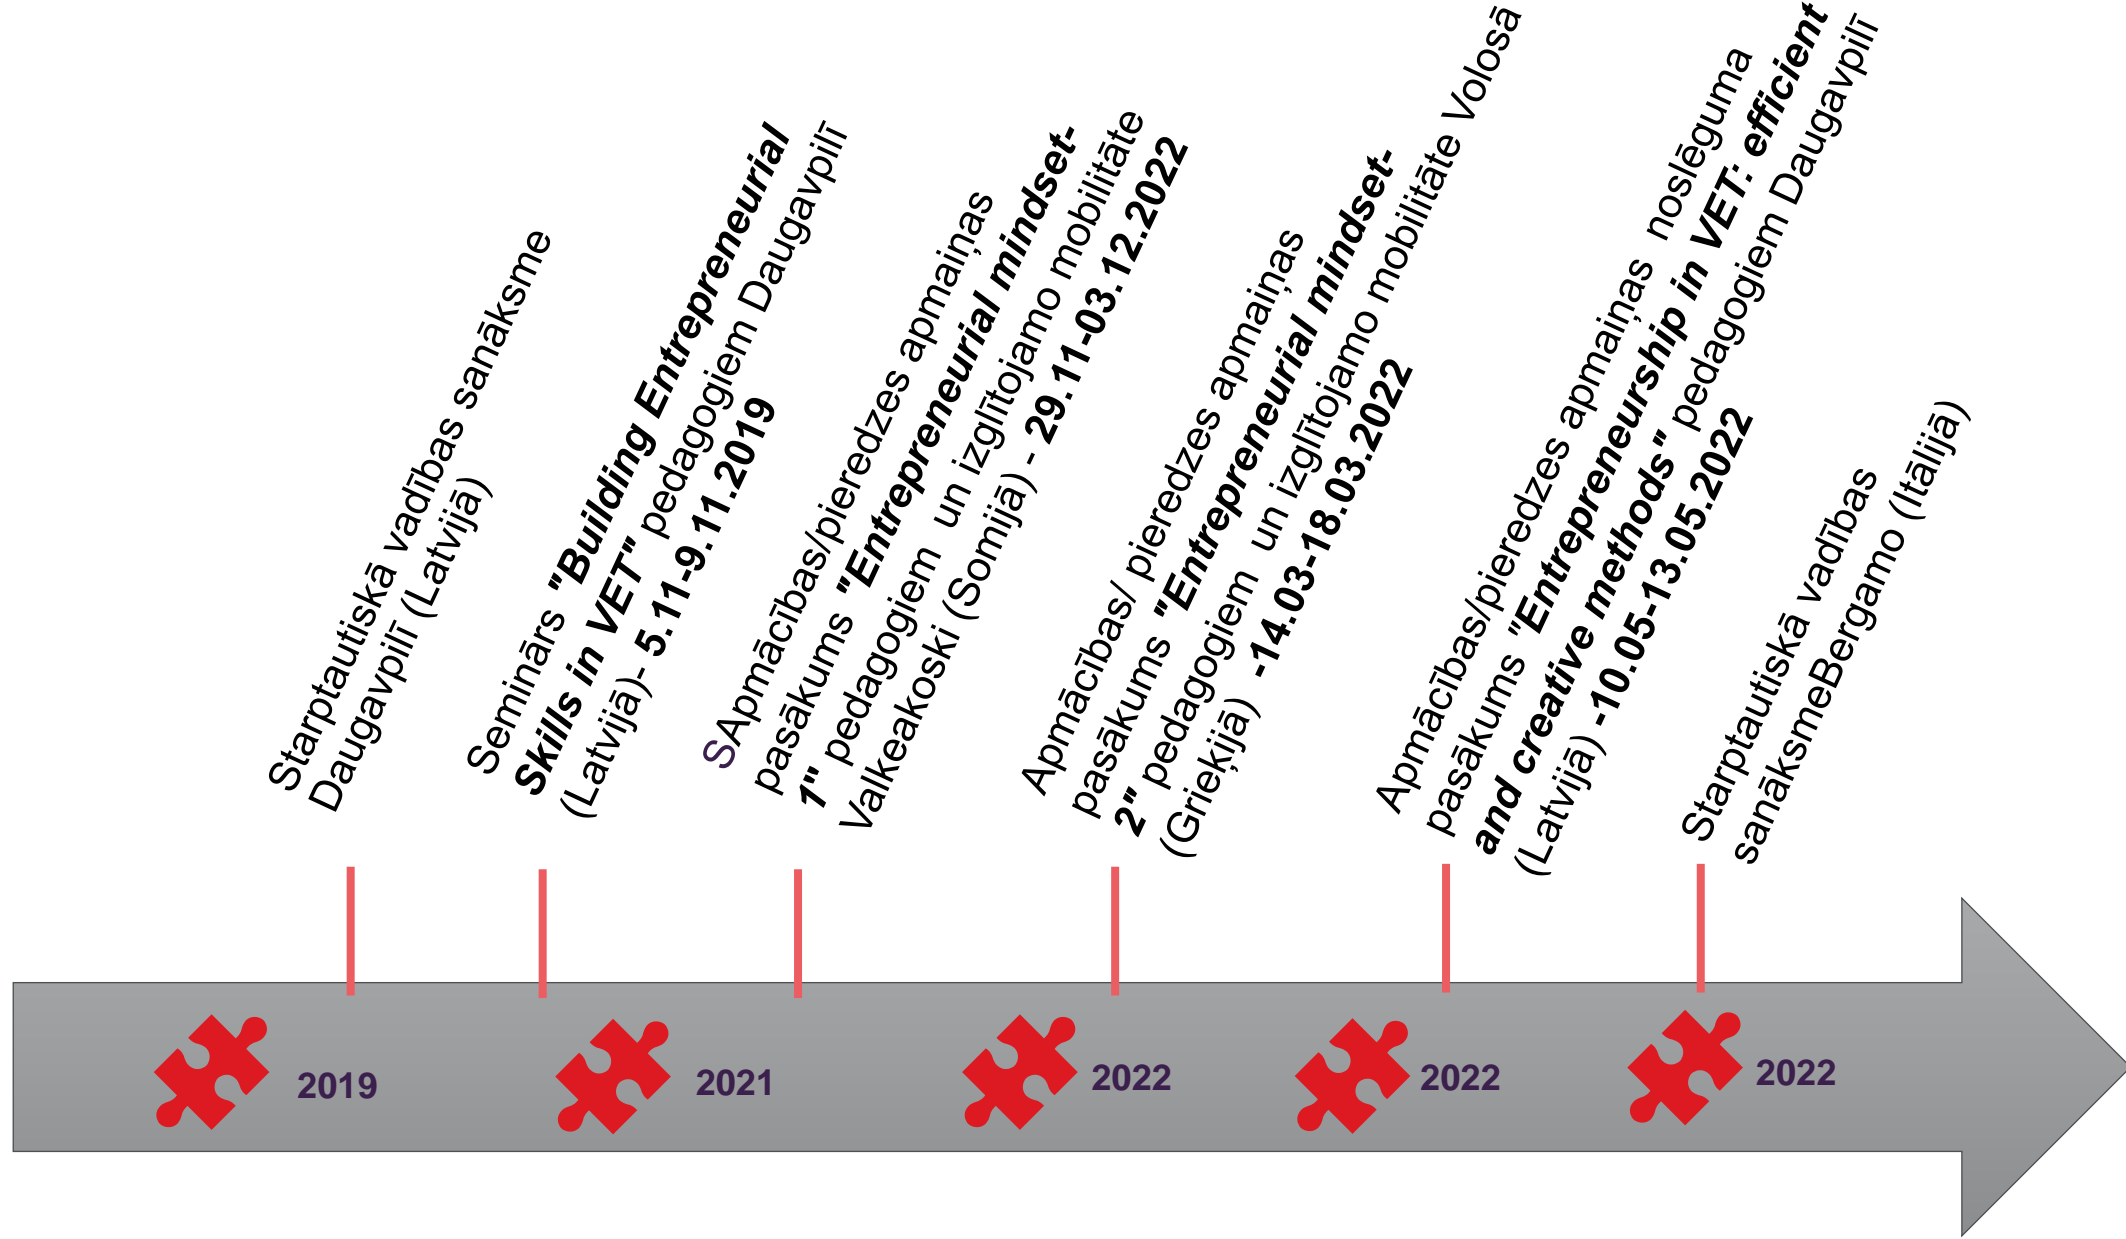 Starptautiskā vadības sanāksme
Daugavpilī (Latvijā)
Seminārs "Building Entrepreneurial
Skills in VET" pedagoģiem Daugavpilī
(Latvijā)- 5.11-9.11.2019
SApmācības/pieredzes apmaiņas
pasākums "Entrepreneurial mindset-
1" pedagoģiem un izglītojamo mobilitāte
Valkeakoski (Somijā) - 29.11-03.12.2022
Apmācības/ pieredzes apmaiņas
pasākums "Entrepreneurial mindset-
2" pedagoģiem un izglītojamo mobilitāte Volosā
(Grieķijā) -14.03-18.03.2022
Apmācības/pieredzes apmaiņas noslēguma
pasākums "Entrepreneurship in VET: efficient
and creative methods" pedagoģiem Daugavpilī
(Latvijā) -10.05-13.05.2022
Starptautiskā vadības
sanāksmeBergamo (Itālijā)
2019
2021
2022
2022
2022